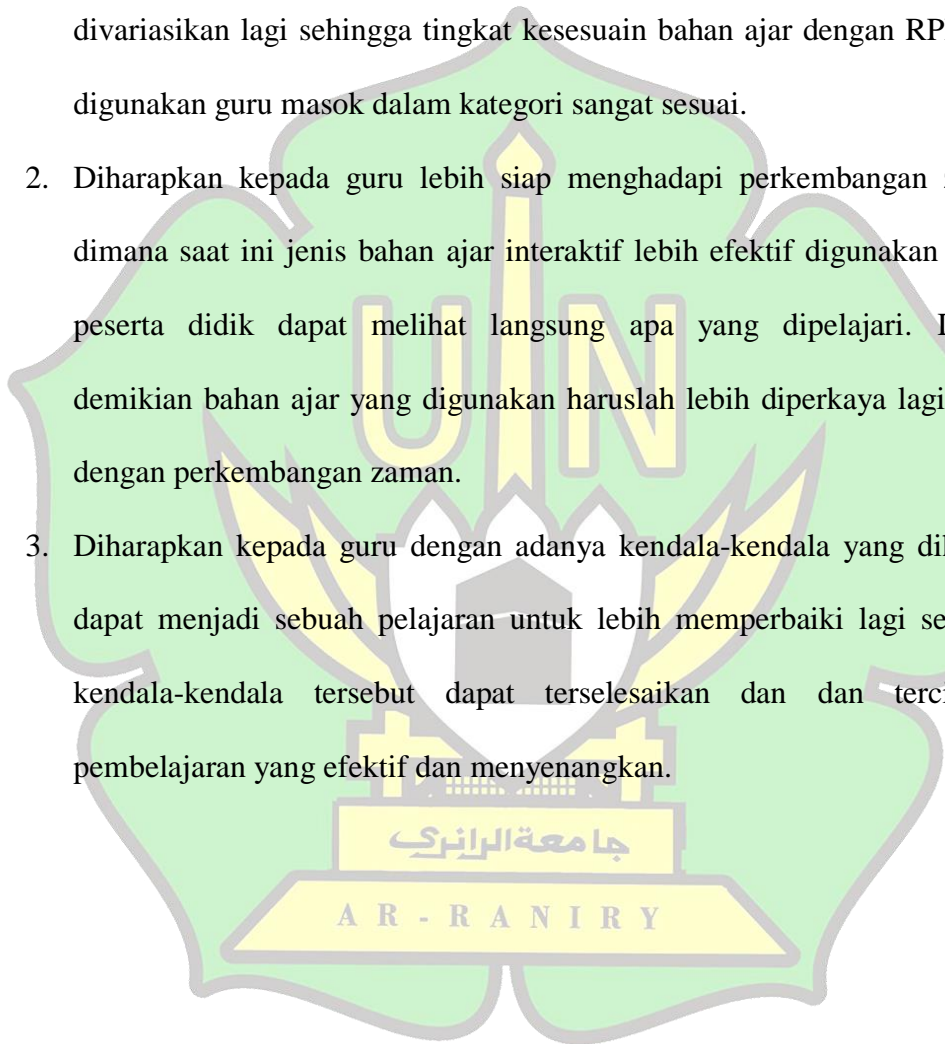 divariasikan lagi sehingga tingkat kesesuain bahan ajar dengan RP
digunakan guru masok dalam kategori sangat sesuai.
2. Diharapkan kepada guru lebih siap menghadapi perkembangan
dimana saat ini jenis bahan ajar interaktif lebih efektif digunakan
peserta didik dapat melihat langsung apa yang dipelajari.
demikian bahan ajar yang digunakan haruslah lebih diperkaya lagi
dengan perkembangan zaman.
3. Diharapkan kepada guru dengan adanya kendala-kendala yang
dapat menjadi sebuah pelajaran untuk lebih memperbaiki lagi
kendala-kendala tersebut dapat terselesaikan dan dan
pembelajaran yang efektif dan menyenangkan.
UIN
جامعة الرانري
AR-RANIRY